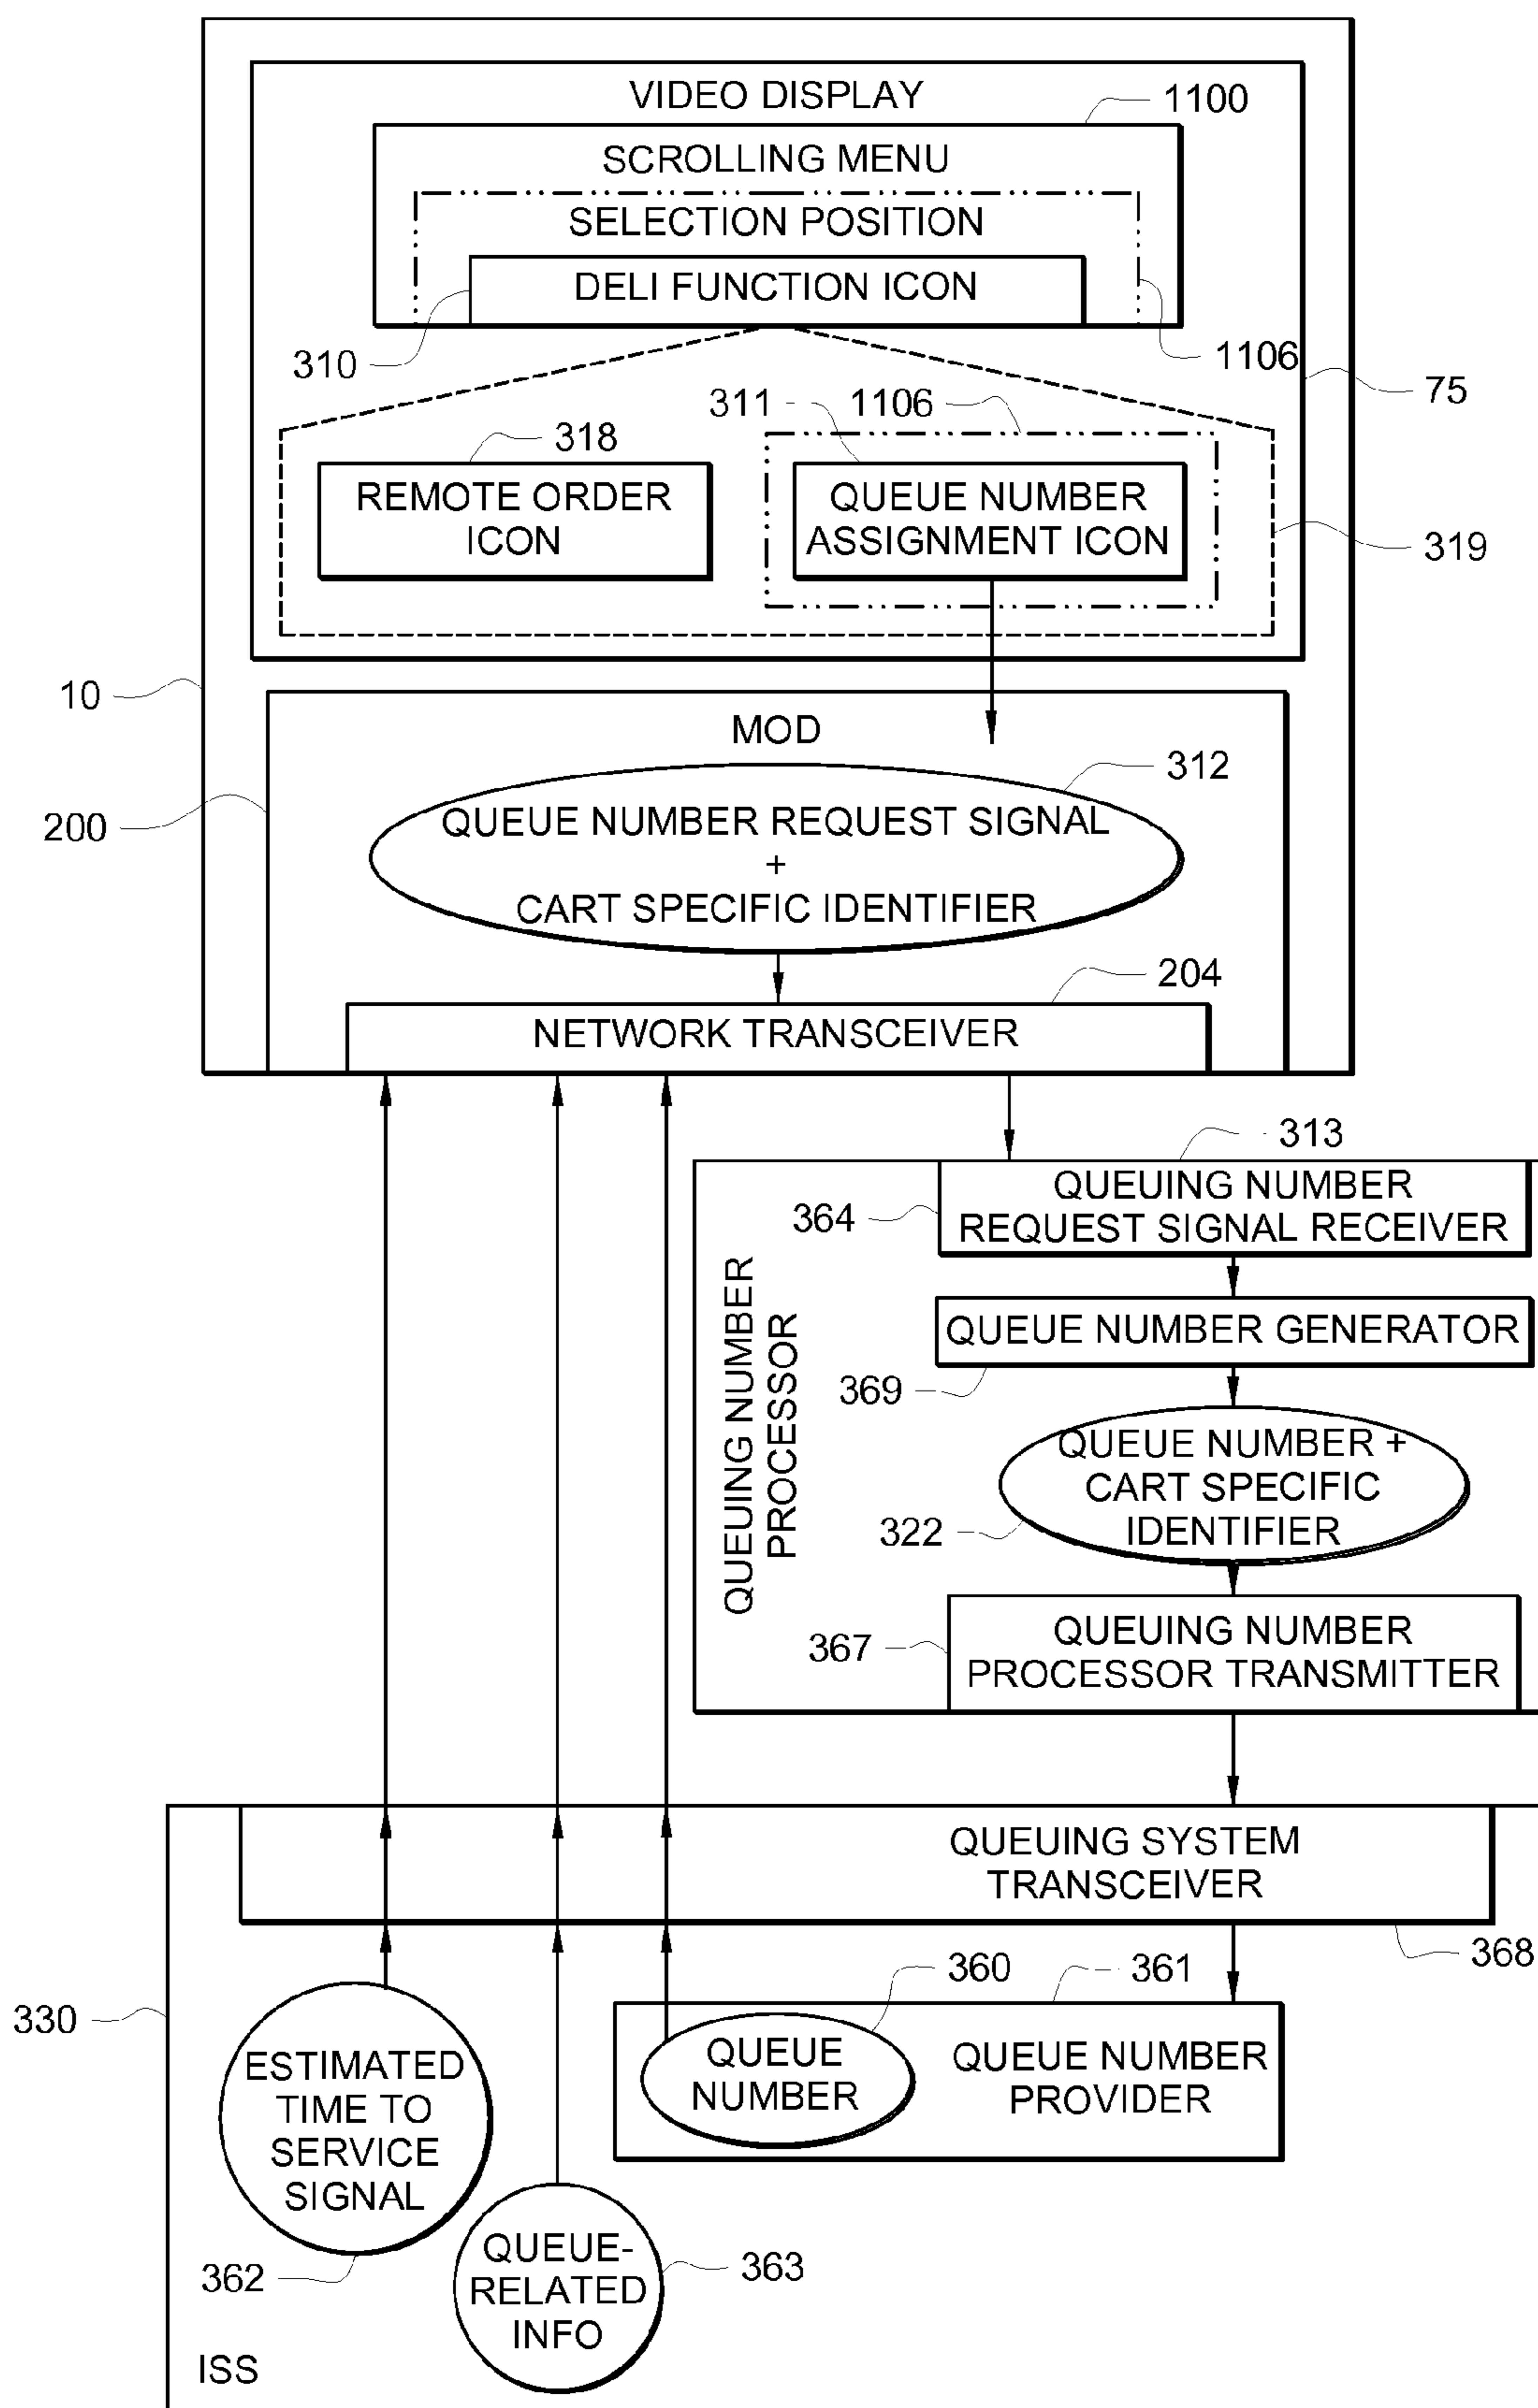 VIDEO DISPLAY
1100
SCROLLING MENU
SELECTION POSITION
DELI FUNCTION ICON
310
1106
75
311
1106
318
REMOTE ORDER
ICON
QUEUE NUMBER
ASSIGNMENT ICON
319
10
MOD
312
200
QUEUE NUMBER REQUEST SIGNAL
+
CART SPECIFIC IDENTIFIER
204
NETWORK TRANSCEIVER
313
364
QUEUING NUMBER
REQUEST SIGNAL RECEIVER
QUEUING NUMBER
PROCESSOR
QUEUE NUMBER GENERATOR
369
QUEUE NUMBER +
CART SPECIFIC
IDENTIFIER
322
367
QUEUING NUMBER
PROCESSOR TRANSMITTER
QUEUING SYSTEM
TRANSCEIVER
368
360
361
330
ESTIMATED
TIME TO
SERVICE
SIGNAL
QUEUE
NUMBER
QUEUE NUMBER
PROVIDER
362
QUEUE-
RELATED
INFO
363
ISS